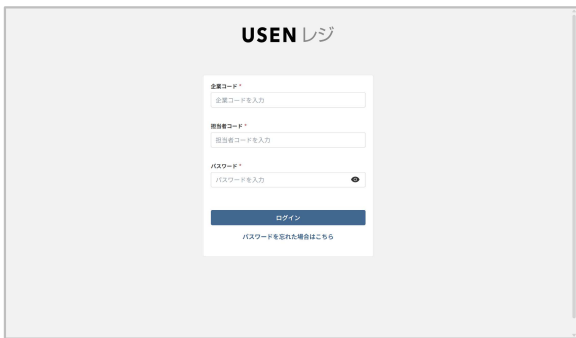 USEN レジ
企業コード *
企業コードを入力
担当者コード *
担当者コードを入力
パスワード *
パスワードを入力
ログイン
パスワードを忘れた場合はこちら